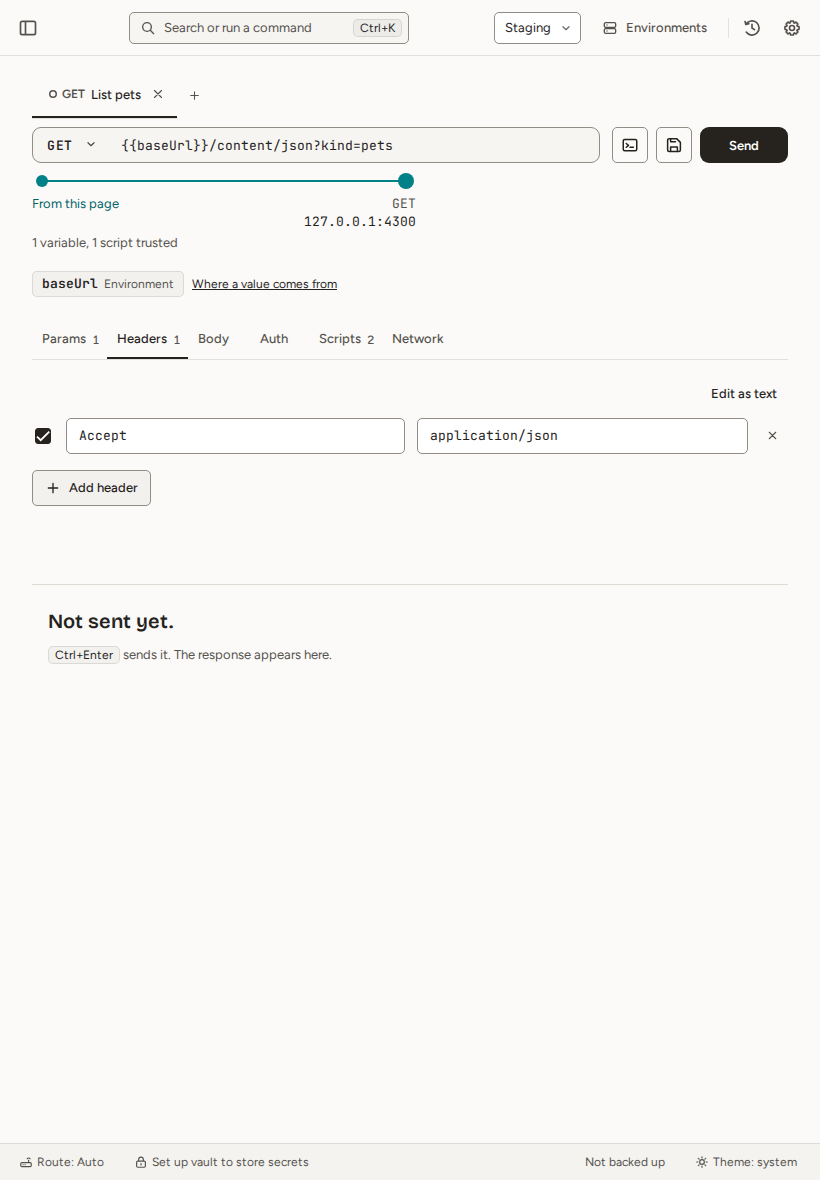 Search or run a command Ctrl+K Staging Environments
GET List pets
GET {{baseUrl}}/content/json?kind=pets Send
From this page GET
127.0.0.1:4300
1 variable, 1 script trusted
baseUrl Environment Where a value comes from
Params 1 Headers 1 Body Auth Scripts 2 Network
Edit as text
Accept application/json
Add header
Not sent yet.
Ctrl+Enter sends it. The response appears here.
Route: Auto Set up vault to store secrets Not backed up Theme: system